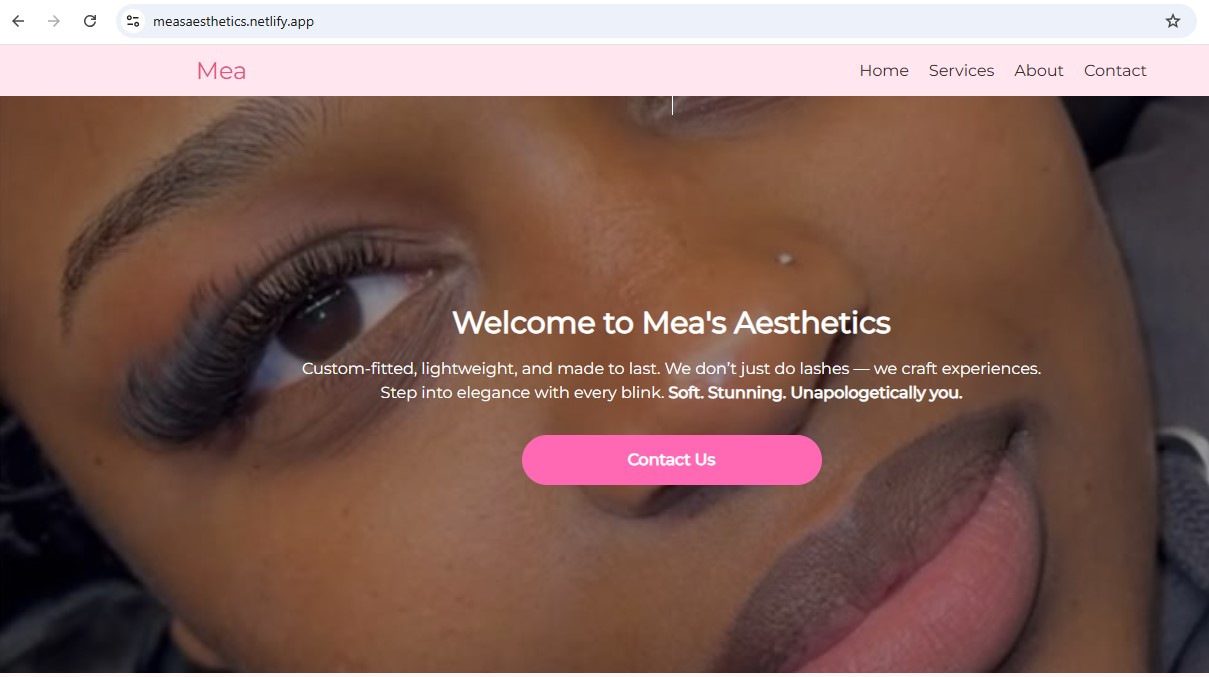 measaesthetics.netlify.app
Mea
Home Services About Contact
Welcome to Mea's Aesthetics
Custom-fitted, lightweight, and made to last. We don’t just do lashes — we craft experiences.
Step into elegance with every blink. Soft. Stunning. Unapologetically you.
Contact Us